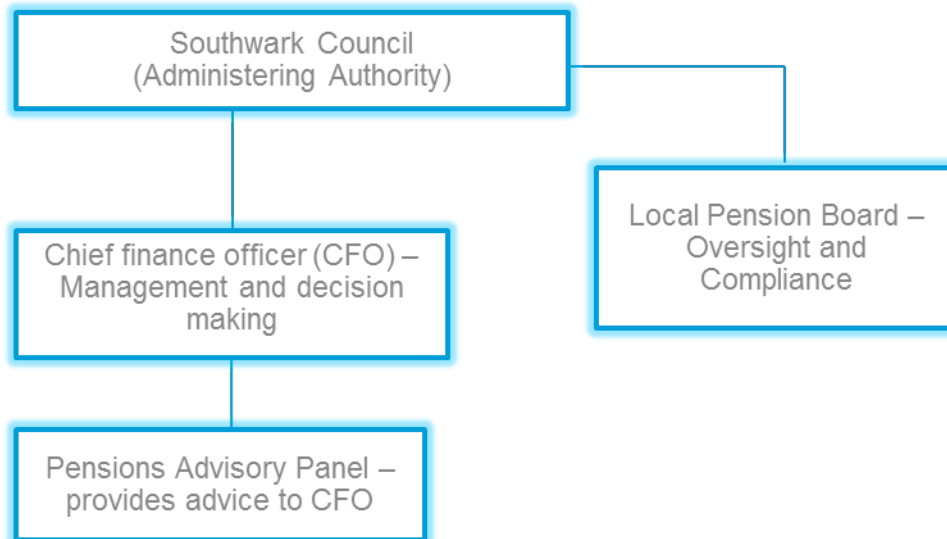 Southwark Council
(Administering Authority)
Chief finance officer (CFO) –
Management and decision
making
Local Pension Board –
Oversight and
Compliance
Pensions Advisory Panel –
provides advice to CFO